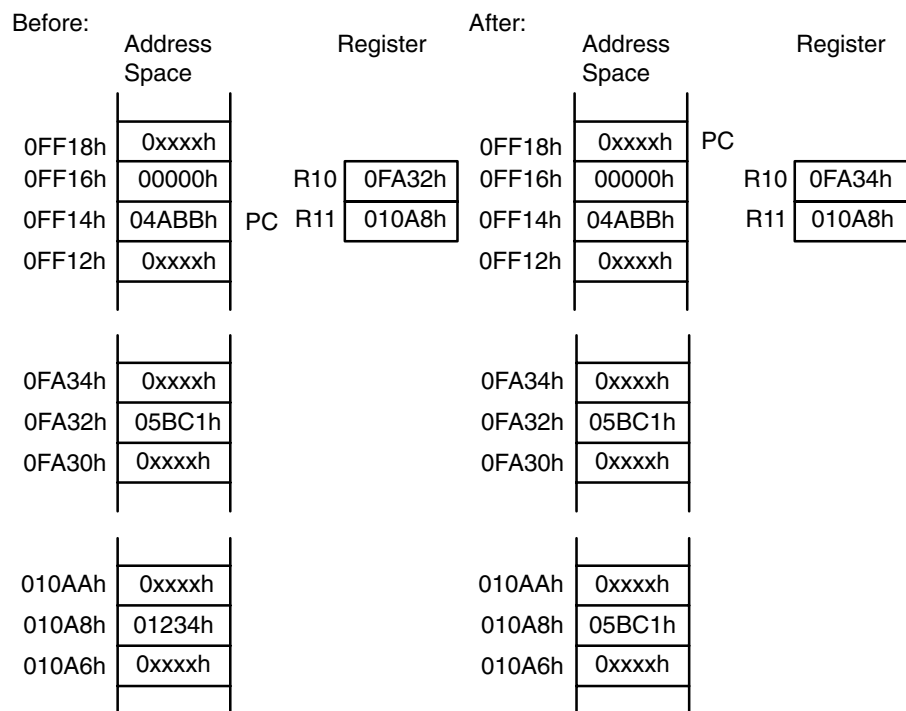 Before: After:
Address Register Address Register
Space Space
0FF18h 0xxxxh 0FF18h 0xxxxh PC
0FF16h 00000h R10 0FA32h 0FF16h 00000h R10 0FA34h
0FF14h 04ABBh PC R11 010A8h 0FF14h 04ABBh R11 010A8h
0FF12h 0xxxxh 0FF12h 0xxxxh
0FA34h 0xxxxh 0FA34h 0xxxxh
0FA32h 05BC1h 0FA32h 05BC1h
0FA30h 0xxxxh 0FA30h 0xxxxh
010AAh 0xxxxh 010AAh 0xxxxh
010A8h 01234h 010A8h 05BC1h
010A6h 0xxxxh 010A6h 0xxxxh